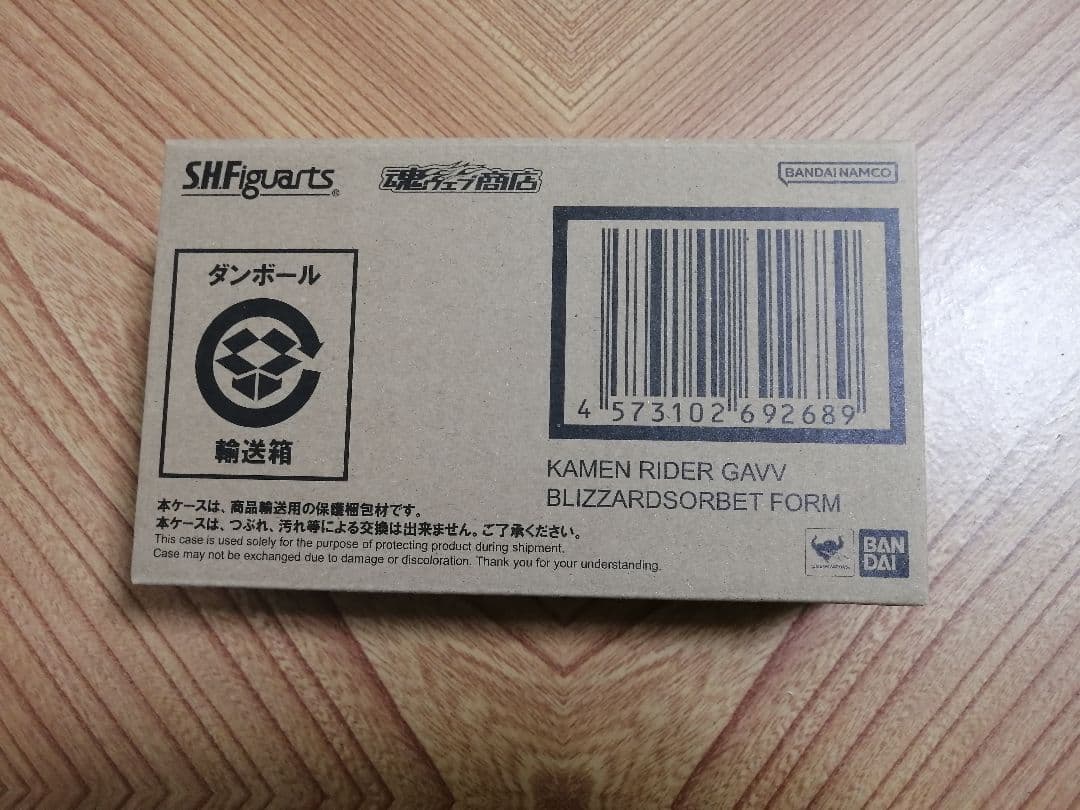 S.H.Figuarts®
魂ウェブ商店
BANDAI NAMCO
ダンボール
輸送箱
4 573102 692689
KAMEN RIDER GAVV
BLIZZARDSORBET FORM
本ケースは、商品輸送用の保護梱包材です。
本ケースは、つぶれ、汚れ等による交換は出来ません。ご了承ください。
This case is used solely for the purpose of protecting product during shipment.
Case may not be exchanged due to damage or discoloration. Thank you for your understanding.
BAN
DAI